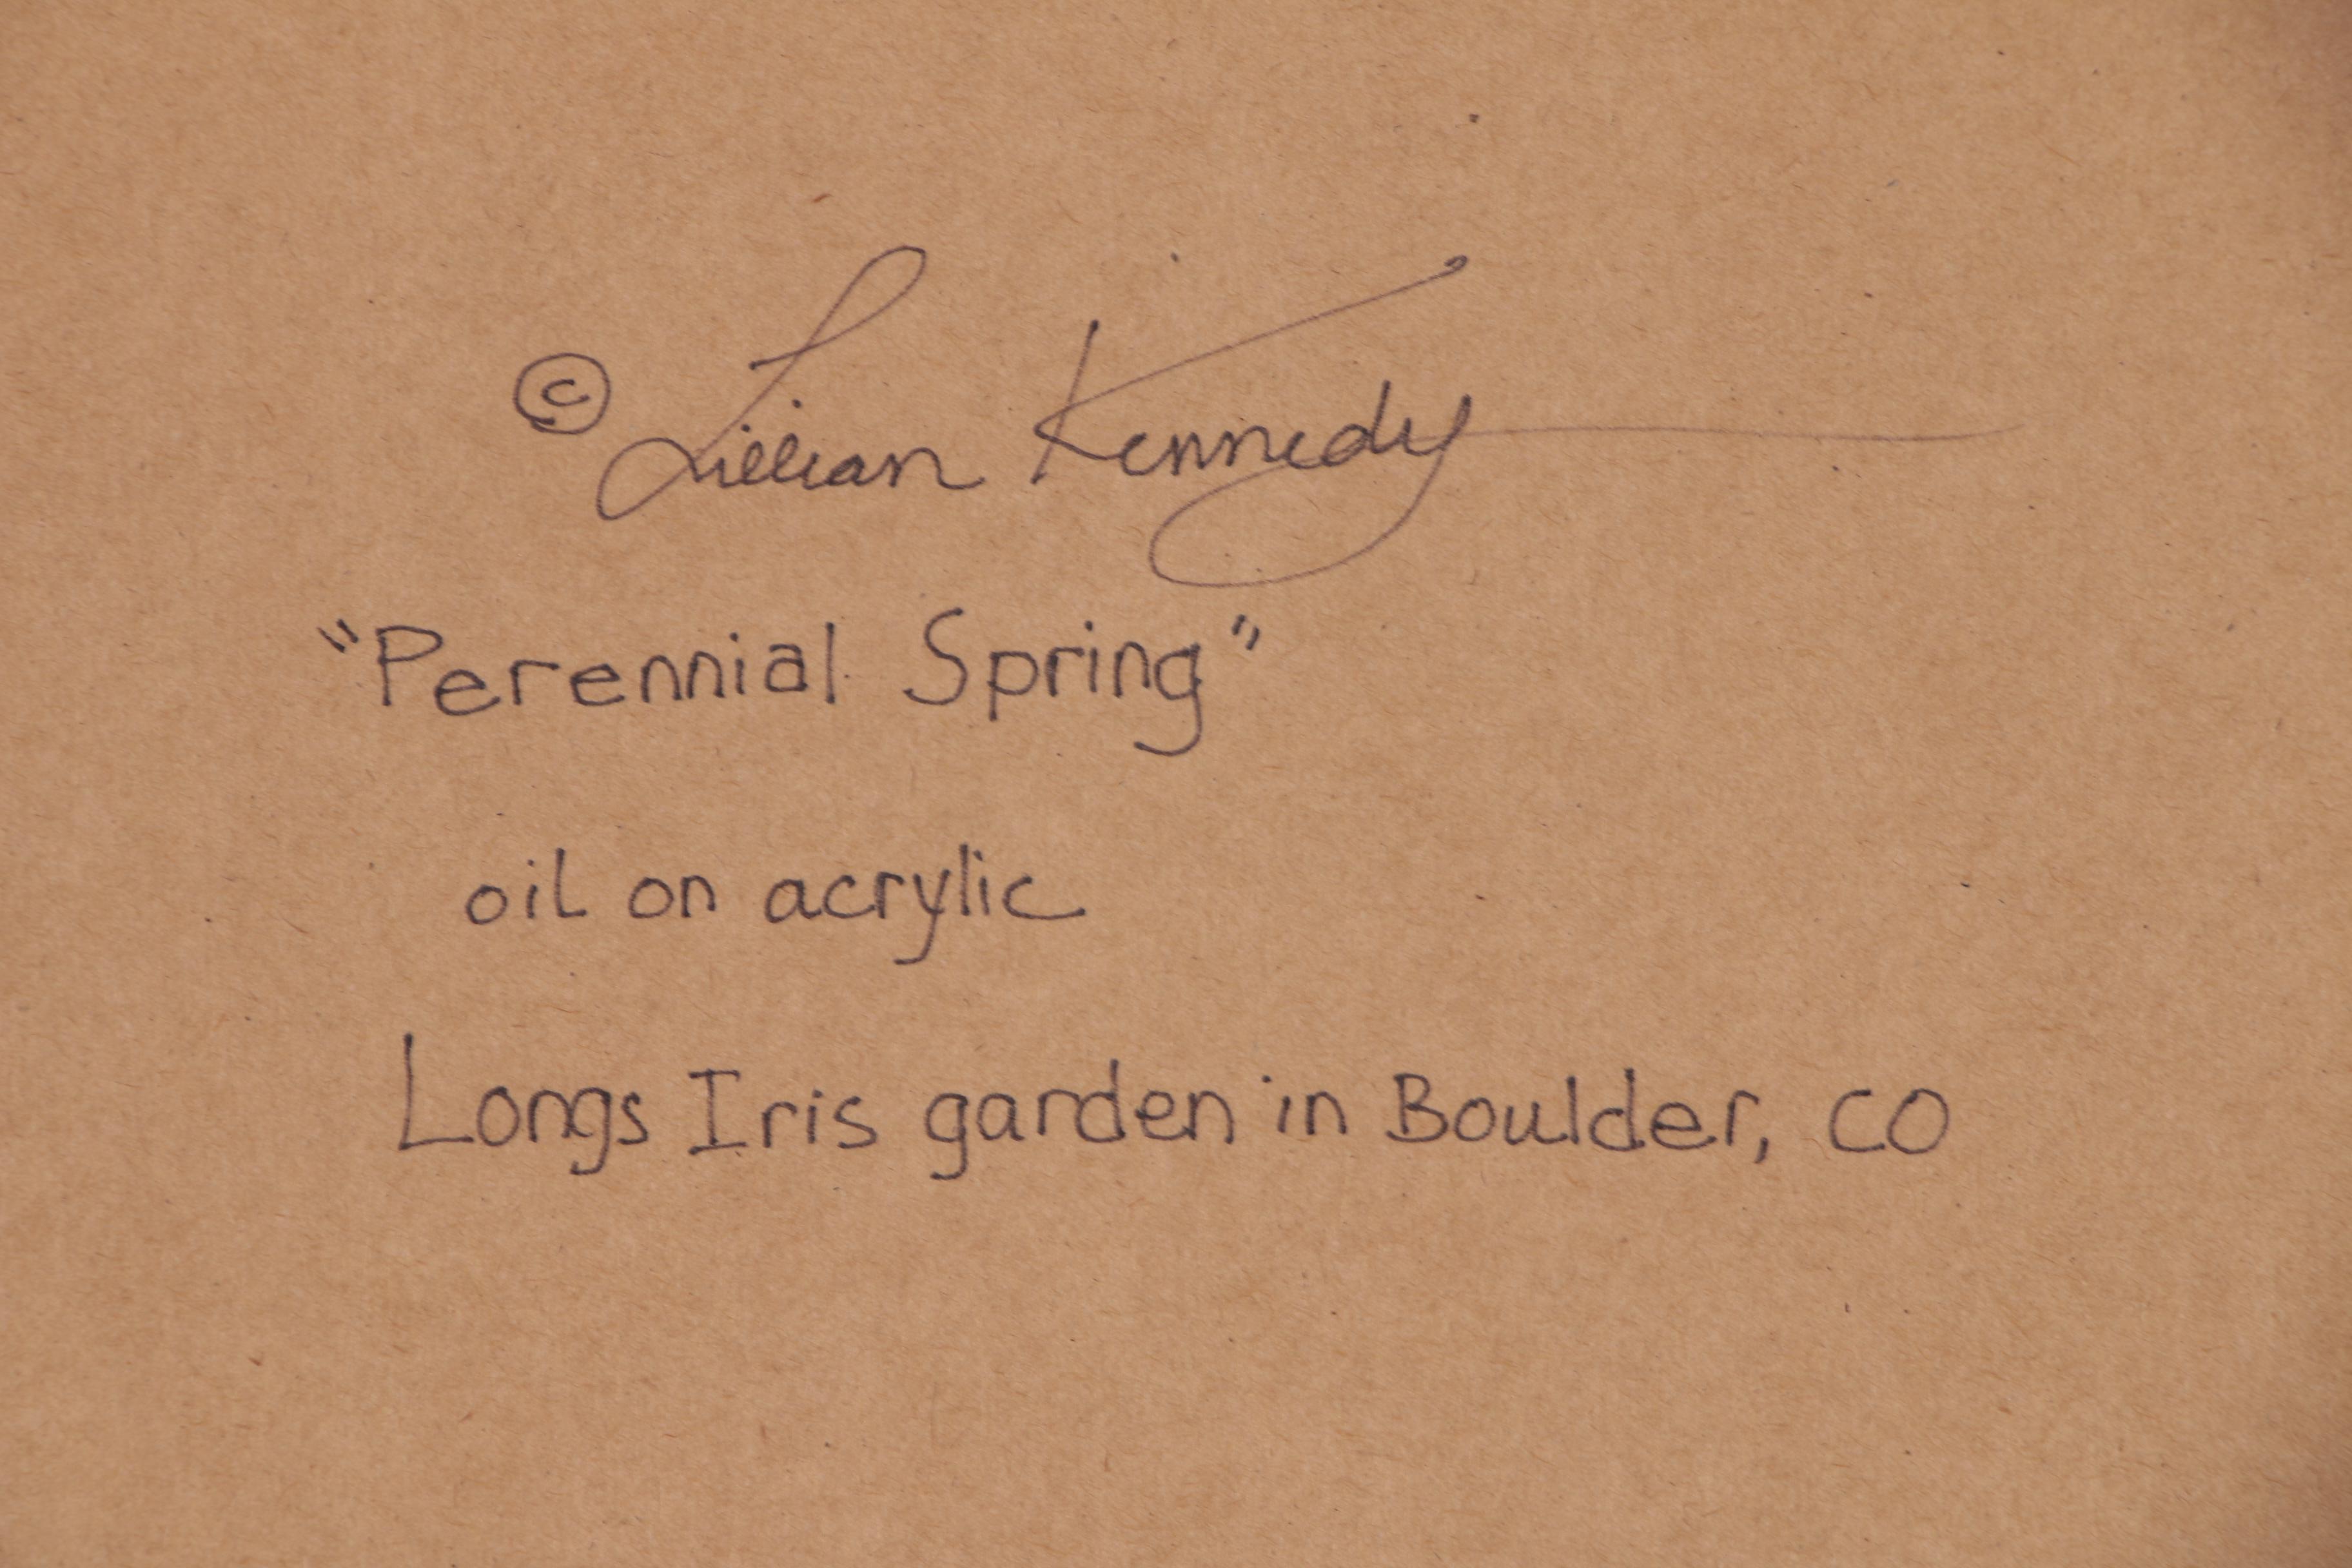 © Lillian Kennedy
"Perennial Spring"
oil on acrylic
Longs Iris garden in Boulder, CO